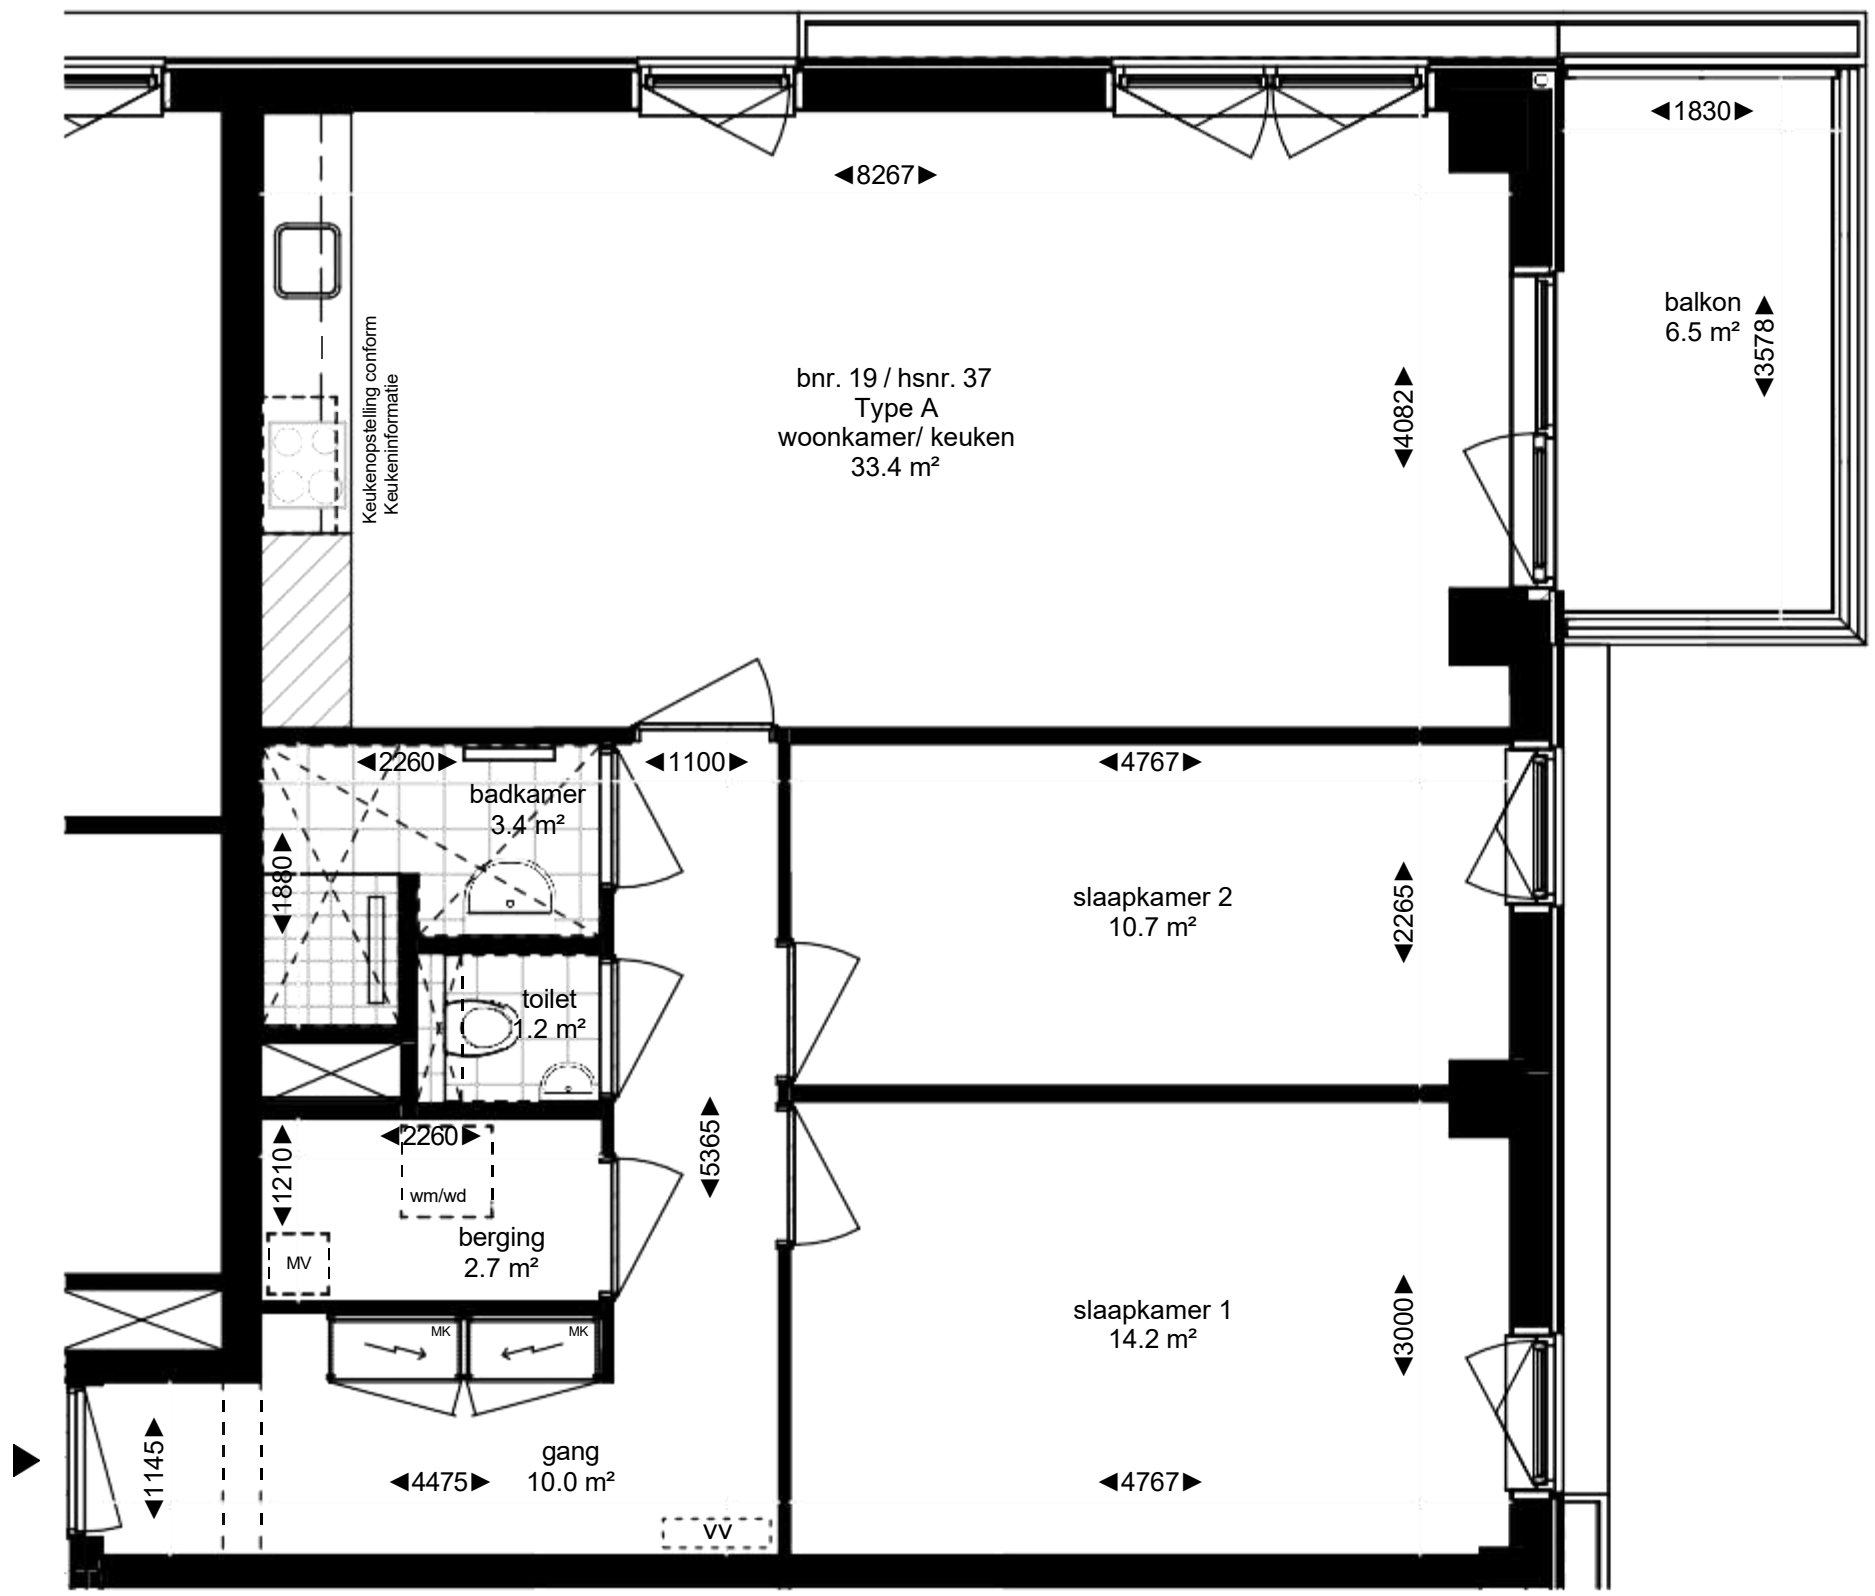 1830
8267
balkon
6.5 m²
3578
Keukenopstelling conform
Keukeninformatie
bnr. 19 / hsnr. 37
Type A
woonkamer/ keuken
33.4 m²
4082
2260
1100
4767
badkamer
3.4 m²
1880
slaapkamer 2
10.7 m²
2265
toilet
1.2 m²
2260
1210
wm/wd
5365
berging
2.7 m²
MV
MK
MK
slaapkamer 1
14.2 m²
3000
1145
gang
10.0 m²
4475
4767
VV